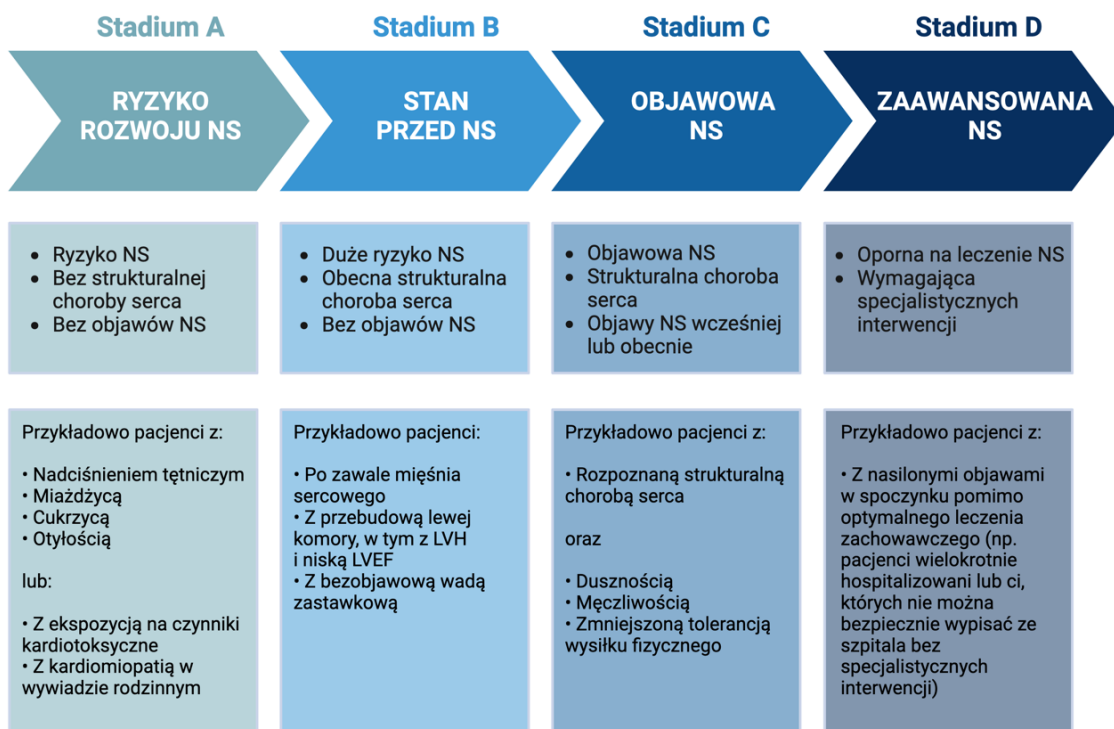 Stadium A
Stadium B
Stadium C
Stadium D
RYZYKO
ROZWOJU NS
STAN
PRZED NS
OBJAWOWA
NS
ZAAWANSOWANA
NS
• Ryzyko NS
• Bez strukturalnej
choroby serca
• Bez objawów NS
• Duże ryzyko NS
• Obecna strukturalna
choroba serca
• Bez objawów NS
• Objawowa NS
• Strukturalna choroba
serca
• Objawy NS wcześniej
lub obecnie
• Oporna na leczenie NS
• Wymagająca
specjalistycznych
interwencji
Przykładowo pacjenci z:
• Nadciśnieniem tętniczym
• Miażdżycą
• Cukrzycą
• Otyłością
lub:
• Z ekspozycją na czynniki
kardiotoksyczne
• Z kardiomiopatią w
wywiadzie rodzinnym
Przykładowo pacjenci:
• Po zawale mięśnia
sercowego
• Z przebudową lewej
komory, w tym z LVH
i niską LVEF
• Z bezobjawową wadą
zastawkową
Przykładowo pacjenci z:
• Rozpoznaną strukturalną
chorobą serca
oraz
• Dusznością
• Męczliwością
• Zmniejszoną tolerancją
wysiłku fizycznego
Przykładowo pacjenci z:
• Z nasilonymi objawami
w spoczynku pomimo
optymalnego leczenia
zachowawczego (np.
pacjenci wielokrotnie
hospitalizowani lub ci,
których nie można
bezpiecznie wypisać ze
szpitala bez
specjalistycznych
interwencji)